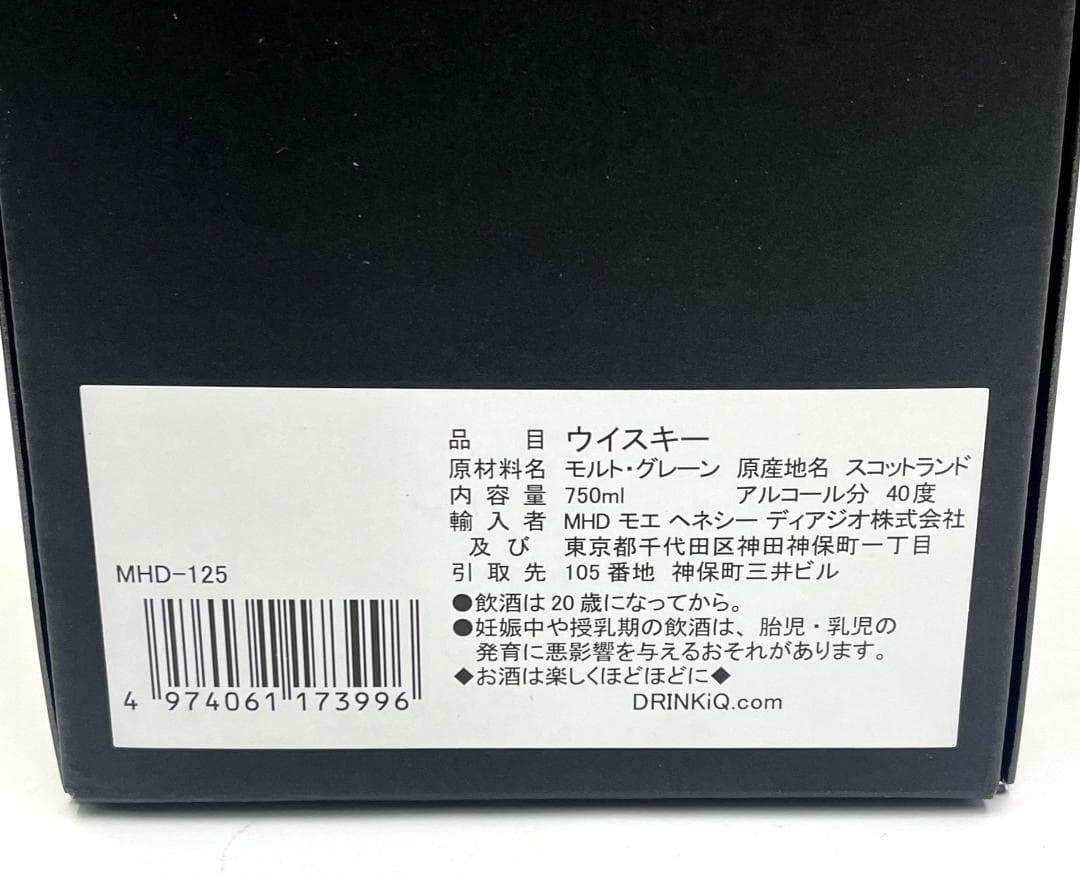 品 目 ウイスキー
原材料名 モルト・グレーン 原産地名 スコットランド
内容量 750ml アルコール分 40度
輸入者 MHD モエ ヘネシー ディアジオ株式会社
及び 東京都千代田区神田神保町一丁目
引取先 105番地 神保町三井ビル
●飲酒は20歳になってから。
●妊娠中や授乳期の飲酒は、胎児・乳児の
発育に悪影響を与えるおそれがあります。
◆お酒は楽しくほどほどに◆
DRINKiQ.com
MHD-125
4 974061 173996